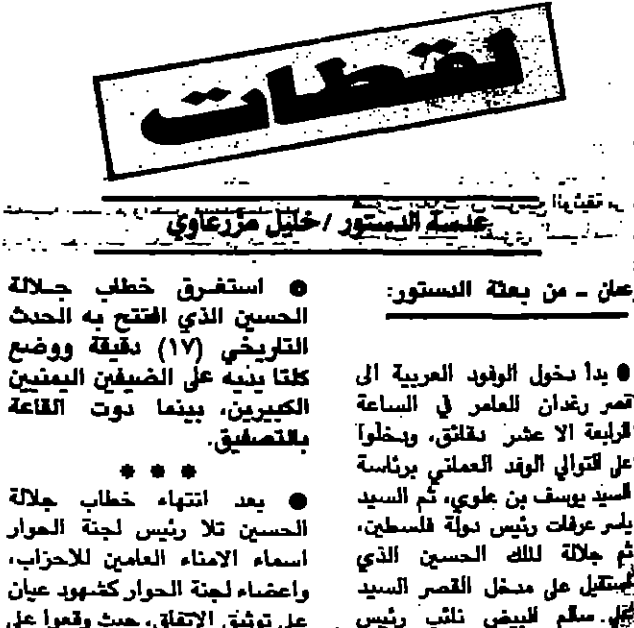 لقطات
عدسة الدستور / خليل مزرعاوي
عمان - من بعثة الدستور:
● بدأ دخول الوفود العربية الى
قصر رغدان العامر في الساعة
الرابعة الا عشر دقائق، ودخلوا
على التوالي الوفد العماني برئاسة
السيد يوسف بن علوي، ثم السيد
ياسر عرفات رئيس دولة فلسطين،
ثم جلالة الملك الحسين الذي
استقبل على مدخل القصر السيد
علي سالم البيض نائب رئيس
● استغرق خطاب جلالة
الحسين الذي افتتح به الحدث
التاريخي (١٧) دقيقة ووضع
كلتا يديه على الضيفين اليمنيين
الكبيرين، بينما دوت القاعة
بالتصفيق.
* * *
● بعد انتهاء خطاب جلالة
الحسين تلا رئيس لجنة الحوار
اسماء الامناء العامين للاحزاب،
واعضاء لجنة الحوار كشهود عيان
على توثيق الاتفاق، حيث وقعوا على